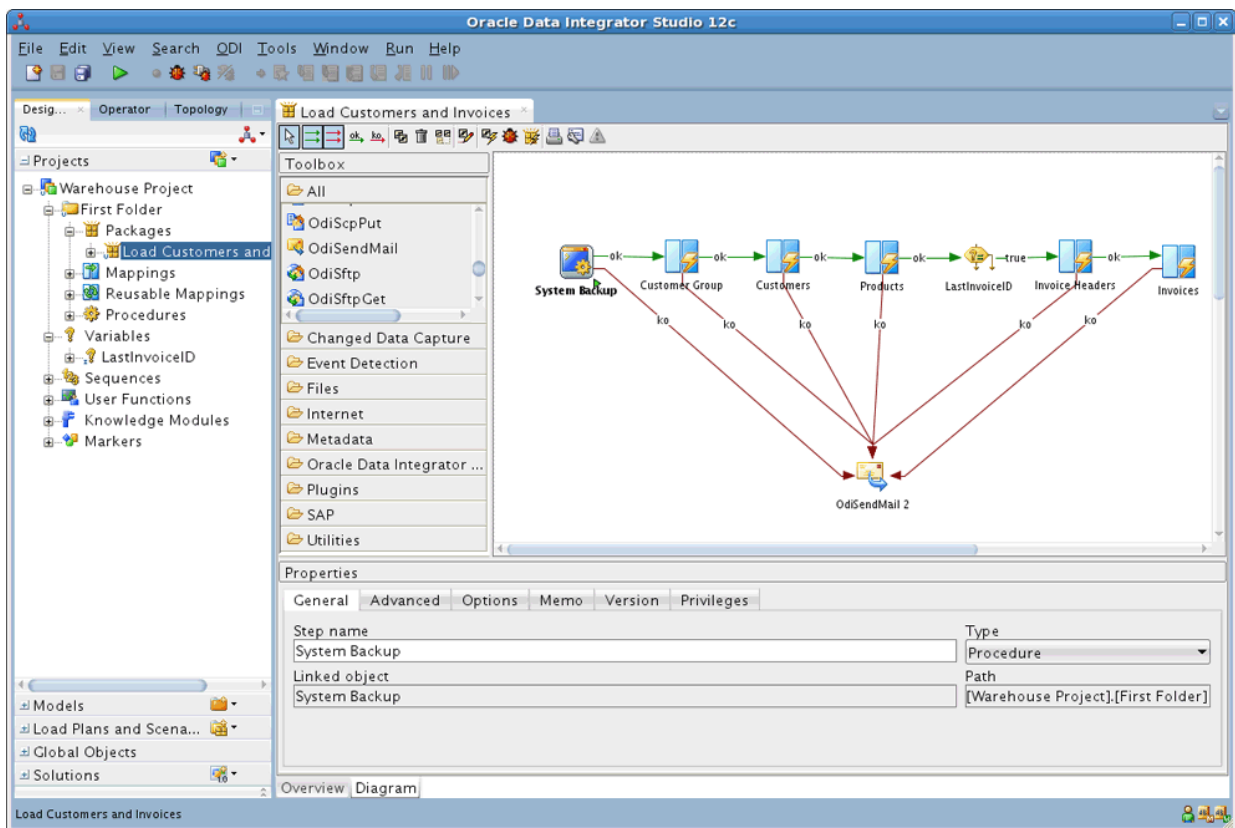 Oracle Data Integrator Studio 12c
File Edit View Search ODI Tools Window Run Help
Desig... Operator Topology
Projects
Warehouse Project
First Folder
Packages
Load Customers and
Mappings
Reusable Mappings
Procedures
Variables
LastInvoiceID
Sequences
User Functions
Knowledge Modules
Markers
Models
Load Plans and Scena...
Global Objects
Solutions
Load Customers and Invoices
ok ko
Toolbox
All
OdiScpPut
OdiSendMail
OdiSftp
OdiSftpGet
Changed Data Capture
Event Detection
Files
Internet
Metadata
Oracle Data Integrator ...
Plugins
SAP
Utilities
ok ok ok ok true ok
System Backup Customer Group Customers Products LastInvoiceID Invoice Headers Invoices
ko ko ko ko ko ko
OdiSendMail 2
Properties
General Advanced Options Memo Version Privileges
Step name Type
System Backup Procedure
Linked object Path
System Backup [Warehouse Project].[First Folder]
Overview Diagram
Load Customers and Invoices